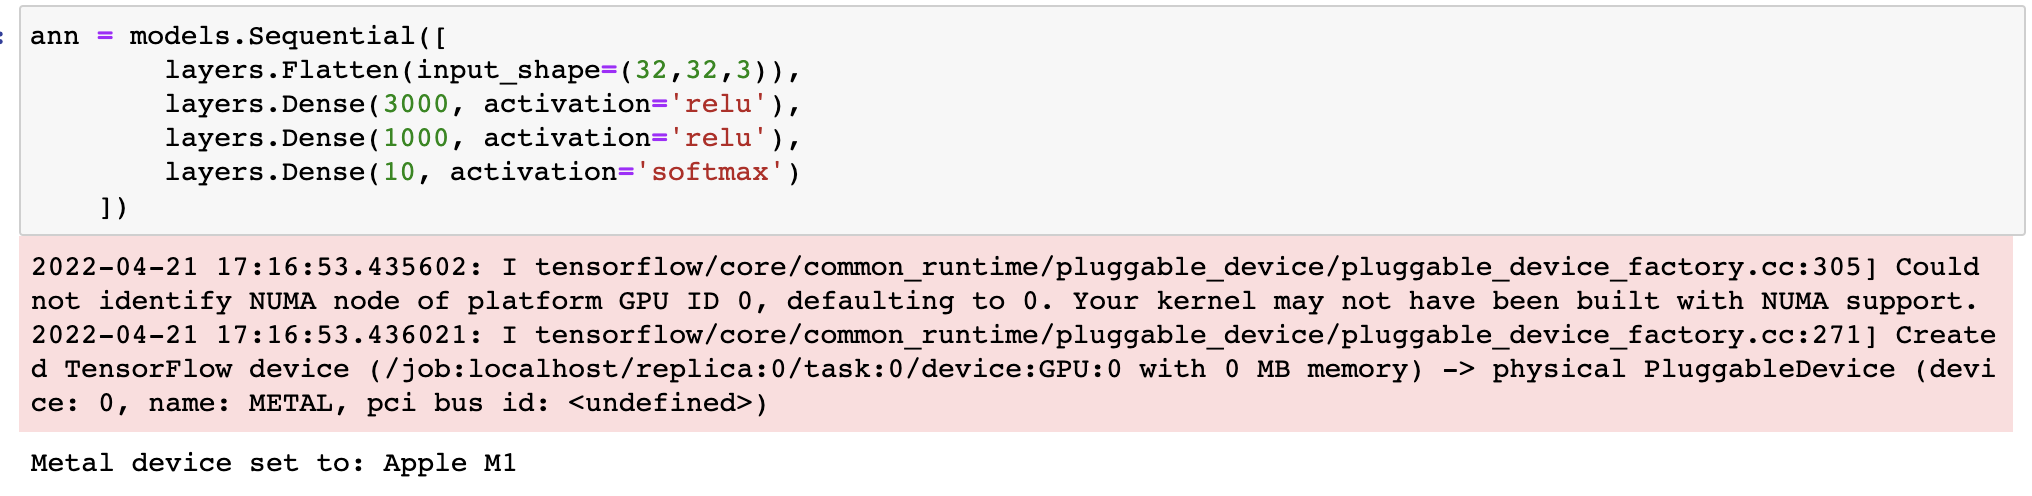 : ann = models.Sequential([
        layers.Flatten(input_shape=(32,32,3)),
        layers.Dense(3000, activation='relu'),
        layers.Dense(1000, activation='relu'),
        layers.Dense(10, activation='softmax')
    ])
2022-04-21 17:16:53.435602: I tensorflow/core/common_runtime/pluggable_device/pluggable_device_factory.cc:305] Could
not identify NUMA node of platform GPU ID 0, defaulting to 0. Your kernel may not have been built with NUMA support.
2022-04-21 17:16:53.436021: I tensorflow/core/common_runtime/pluggable_device/pluggable_device_factory.cc:271] Create
d TensorFlow device (/job:localhost/replica:0/task:0/device:GPU:0 with 0 MB memory) -> physical PluggableDevice (devi
ce: 0, name: METAL, pci bus id: <undefined>)
Metal device set to: Apple M1